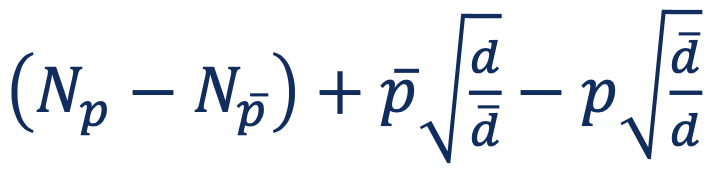 (N_p − N_p̄) + p̄ √(d/d̄) − p √(d̄/d)